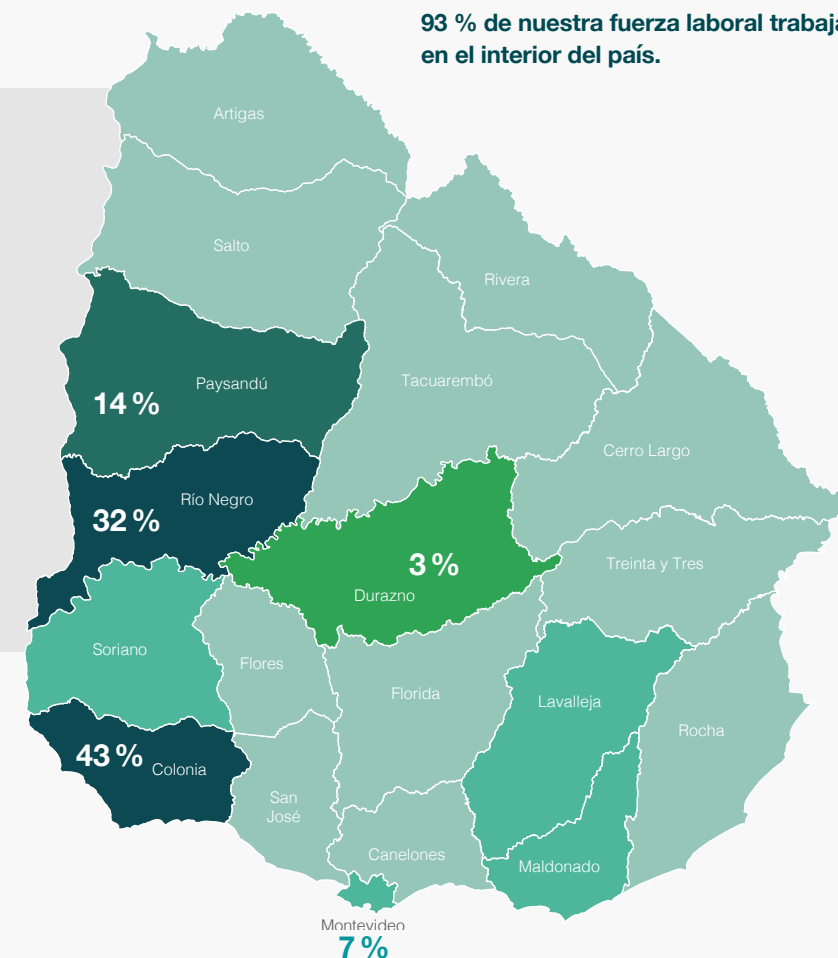 93 % de nuestra fuerza laboral trabaja
en el interior del país.
Artigas
Salto
Rivera
Paysandú
14 %
Tacuarembó
Cerro Largo
Río Negro
32 %
3 %
Durazno
Treinta y Tres
Soriano
Flores
Florida
Lavalleja
Rocha
43 %
Colonia
San
José
Canelones
Maldonado
Montevideo
7 %